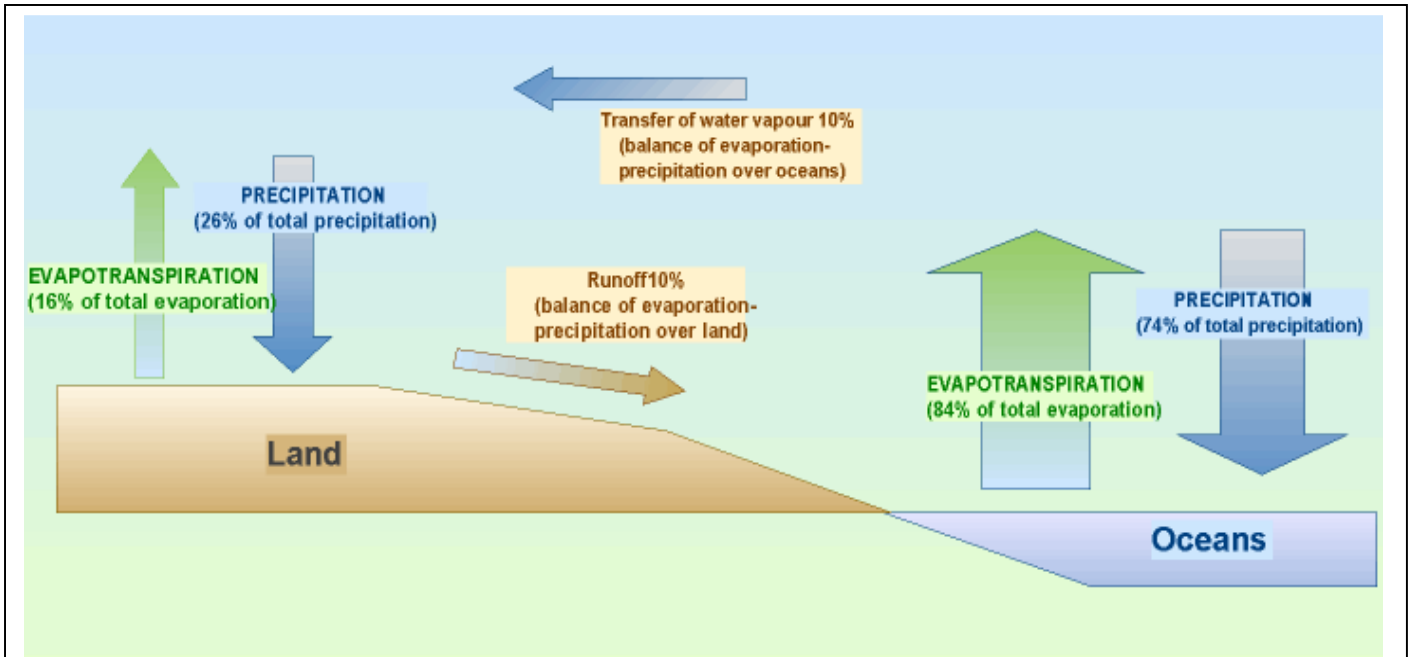 Transfer of water vapour 10%
(balance of evaporation-
precipitation over oceans)
PRECIPITATION
(26% of total precipitation)
EVAPOTRANSPIRATION
(16% of total evaporation)
Runoff10%
(balance of evaporation-
precipitation over land)
PRECIPITATION
(74% of total precipitation)
EVAPOTRANSPIRATION
(84% of total evaporation)
Land
Oceans